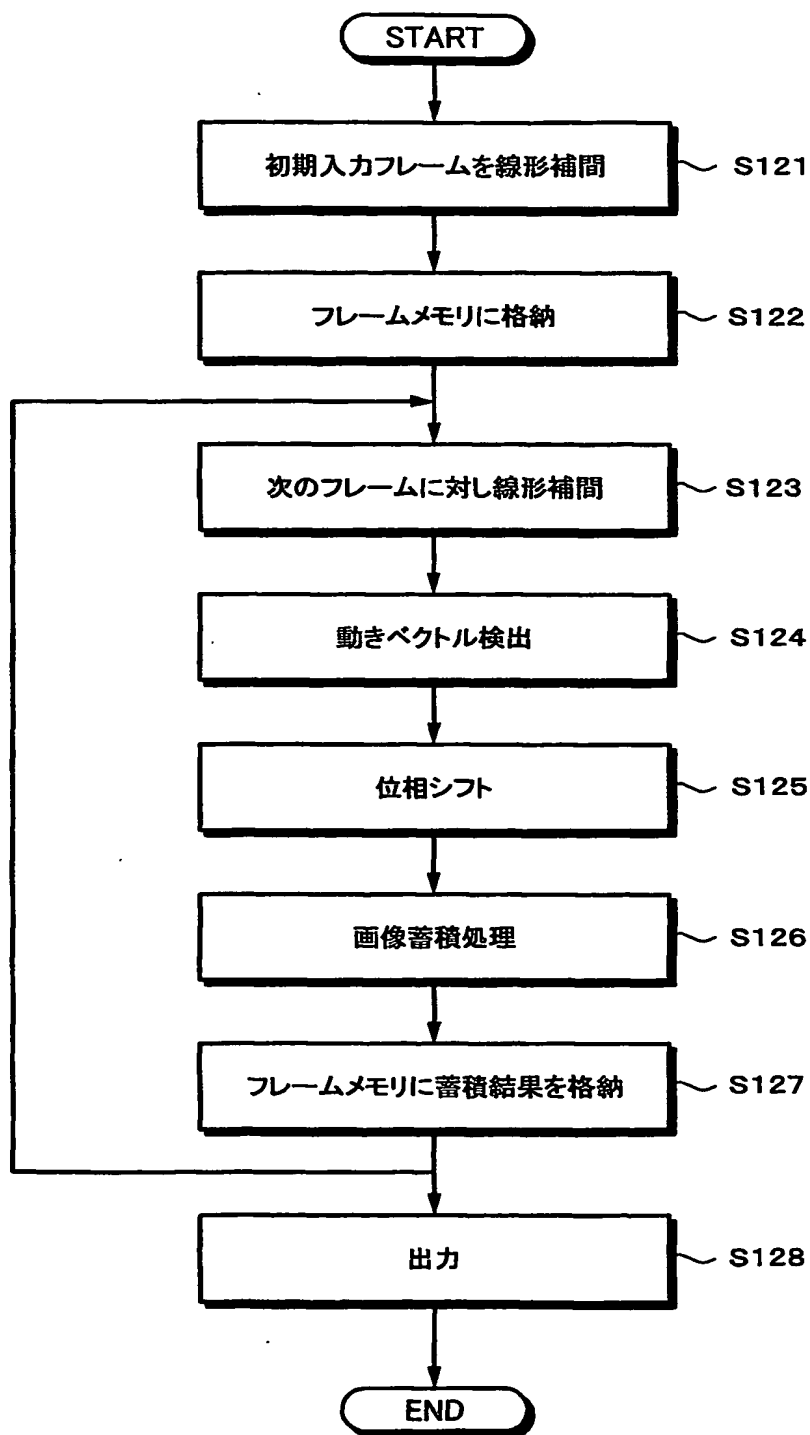 START
初期入力フレームを線形補間
S121
フレームメモリに格納
S122
次のフレームに対し線形補間
S123
動きベクトル検出
S124
位相シフト
S125
画像蓄積処理
S126
フレームメモリに蓄積結果を格納
S127
出力
S128
END